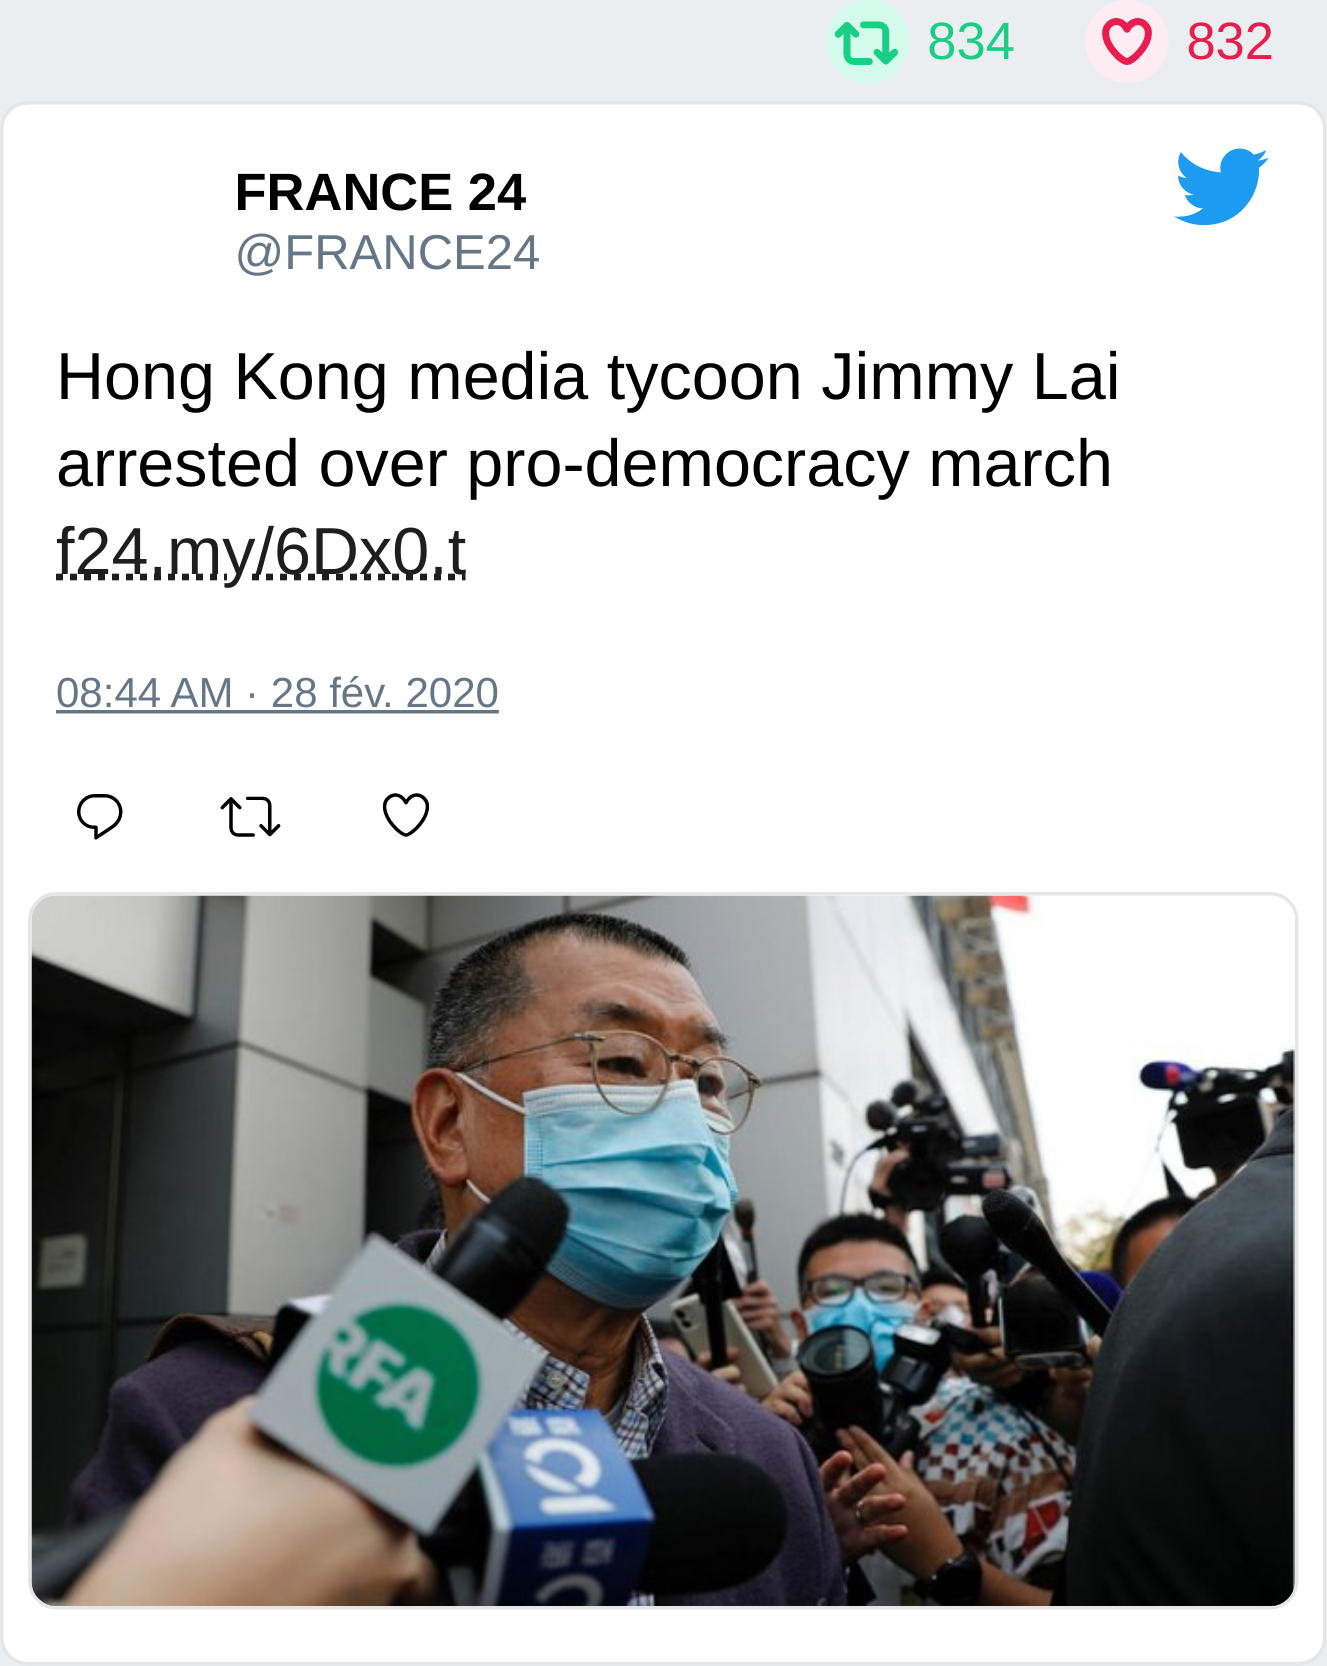 834 832
FRANCE 24
@FRANCE24
Hong Kong media tycoon Jimmy Lai
arrested over pro-democracy march
f24.my/6Dx0.t
08:44 AM · 28 fév. 2020
RFA